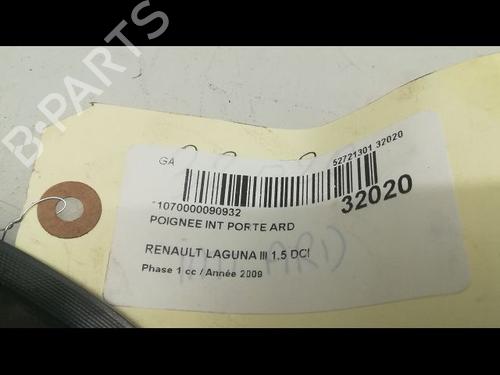 B-PARTS
GA
52721301 32020
32020
1070000090932
POIGNEE INT PORTE ARD
RENAULT LAGUNA III 1.5 DCI
Phase 1 cc / Année 2009
ARD